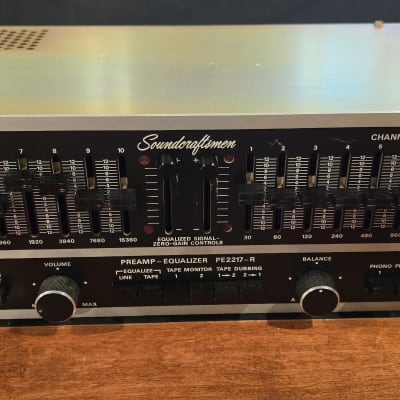 Soundcraftsmen
CHANN
7 8 9 10
1 2 3 4 5
960 1920 3840 7680 15360
30 60 120 240 480 960
EQUALIZED SIGNAL-
ZERO-GAIN CONTROLS
PREAMP-EQUALIZER PE2217-R
EQUALIZE TAPE MONITOR TAPE DUBBING
LINE TAPE 1 2 1→2 2→1
VOLUME
MAX
BALANCE
A
PHONO